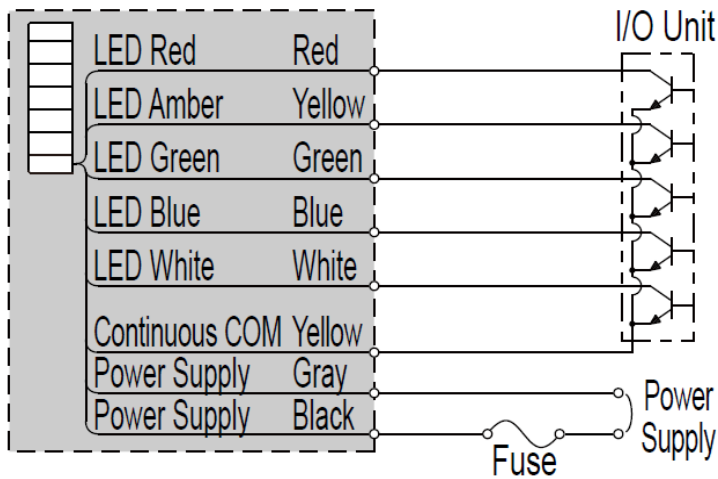 I/O Unit
LED Red Red
LED Amber Yellow
LED Green Green
LED Blue Blue
LED White White
Continuous COM Yellow
Power Supply Gray
Power Supply Black
Power
Supply
Fuse